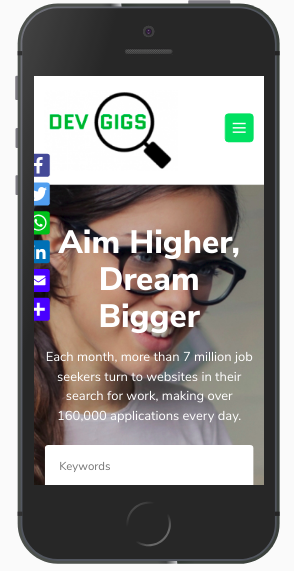 DEV GIGS
Aim Higher,
Dream
Bigger
Each month, more than 7 million job
seekers turn to websites in their
search for work, making over
160,000 applications every day.
Keywords